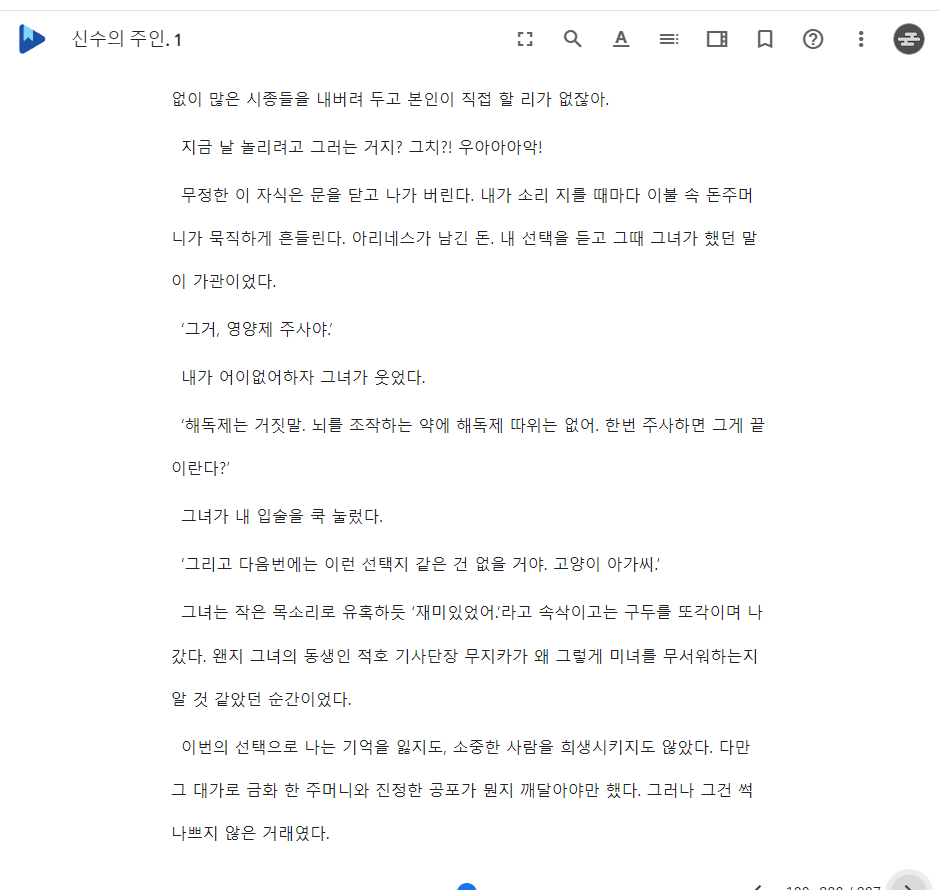 신수의 주인. 1
없이 많은 시종들을 내버려 두고 본인이 직접 할 리가 없잖아.
지금 날 놀리려고 그러는 거지? 그치?! 우아아아악!
무정한 이 자식은 문을 닫고 나가 버린다. 내가 소리 지를 때마다 이불 속 돈주머
니가 묵직하게 흔들린다. 아리네스가 남긴 돈. 내 선택을 듣고 그때 그녀가 했던 말
이 가관이었다.
‘그거, 영양제 주사야.’
내가 어이없어하자 그녀가 웃었다.
‘해독제는 거짓말. 뇌를 조작하는 약에 해독제 따위는 없어. 한번 주사하면 그게 끝
이란다?’
그녀가 내 입술을 쿡 눌렀다.
‘그리고 다음번에는 이런 선택지 같은 건 없을 거야. 고양이 아가씨.’
그녀는 작은 목소리로 유혹하듯 ‘재미있었어.’라고 속삭이고는 구두를 또각이며 나
갔다. 왠지 그녀의 동생인 적호 기사단장 무지카가 왜 그렇게 미녀를 무서워하는지
알 것 같았던 순간이었다.
이번의 선택으로 나는 기억을 잃지도, 소중한 사람을 희생시키지도 않았다. 다만
그 대가로 금화 한 주머니와 진정한 공포가 뭔지 깨달아야만 했다. 그러나 그건 썩
나쁘지 않은 거래였다.